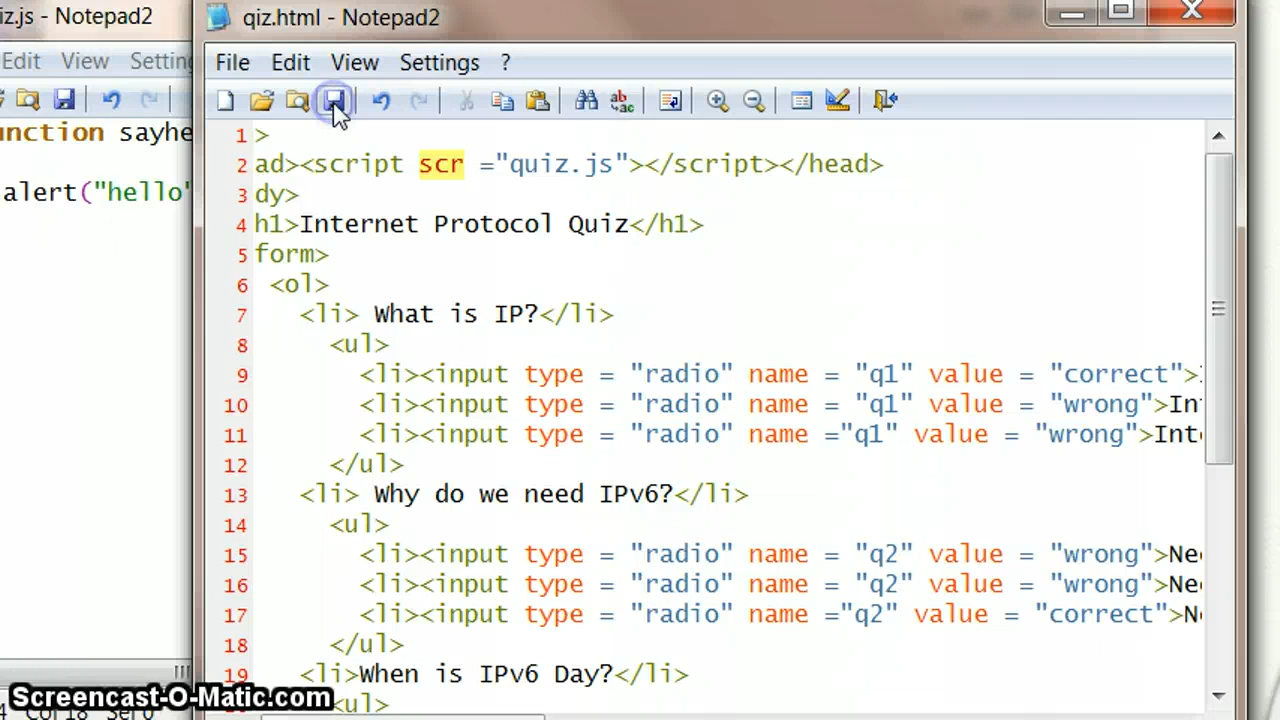 iz.js - Notepad2
Edit View Setting
unction sayhe
alert("hello"
qiz.html - Notepad2
File Edit View Settings ?
1 >
2 ad><script scr ="quiz.js"></script></head>
3 dy>
4 h1>Internet Protocol Quiz</h1>
5 form>
6 <ol>
7 <li> What is IP?</li>
8 <ul>
9 <li><input type = "radio" name = "q1" value = "correct">
10 <li><input type = "radio" name = "q1" value = "wrong">In
11 <li><input type = "radio" name ="q1" value = "wrong">Int
12 </ul>
13 <li> Why do we need IPv6?</li>
14 <ul>
15 <li><input type = "radio" name = "q2" value = "wrong">Ne
16 <li><input type = "radio" name = "q2" value = "wrong">Ne
17 <li><input type = "radio" name ="q2" value = "correct">N
18 </ul>
19 <li>When is IPv6 Day?</li>
<ul>
Screencast-O-Matic.com